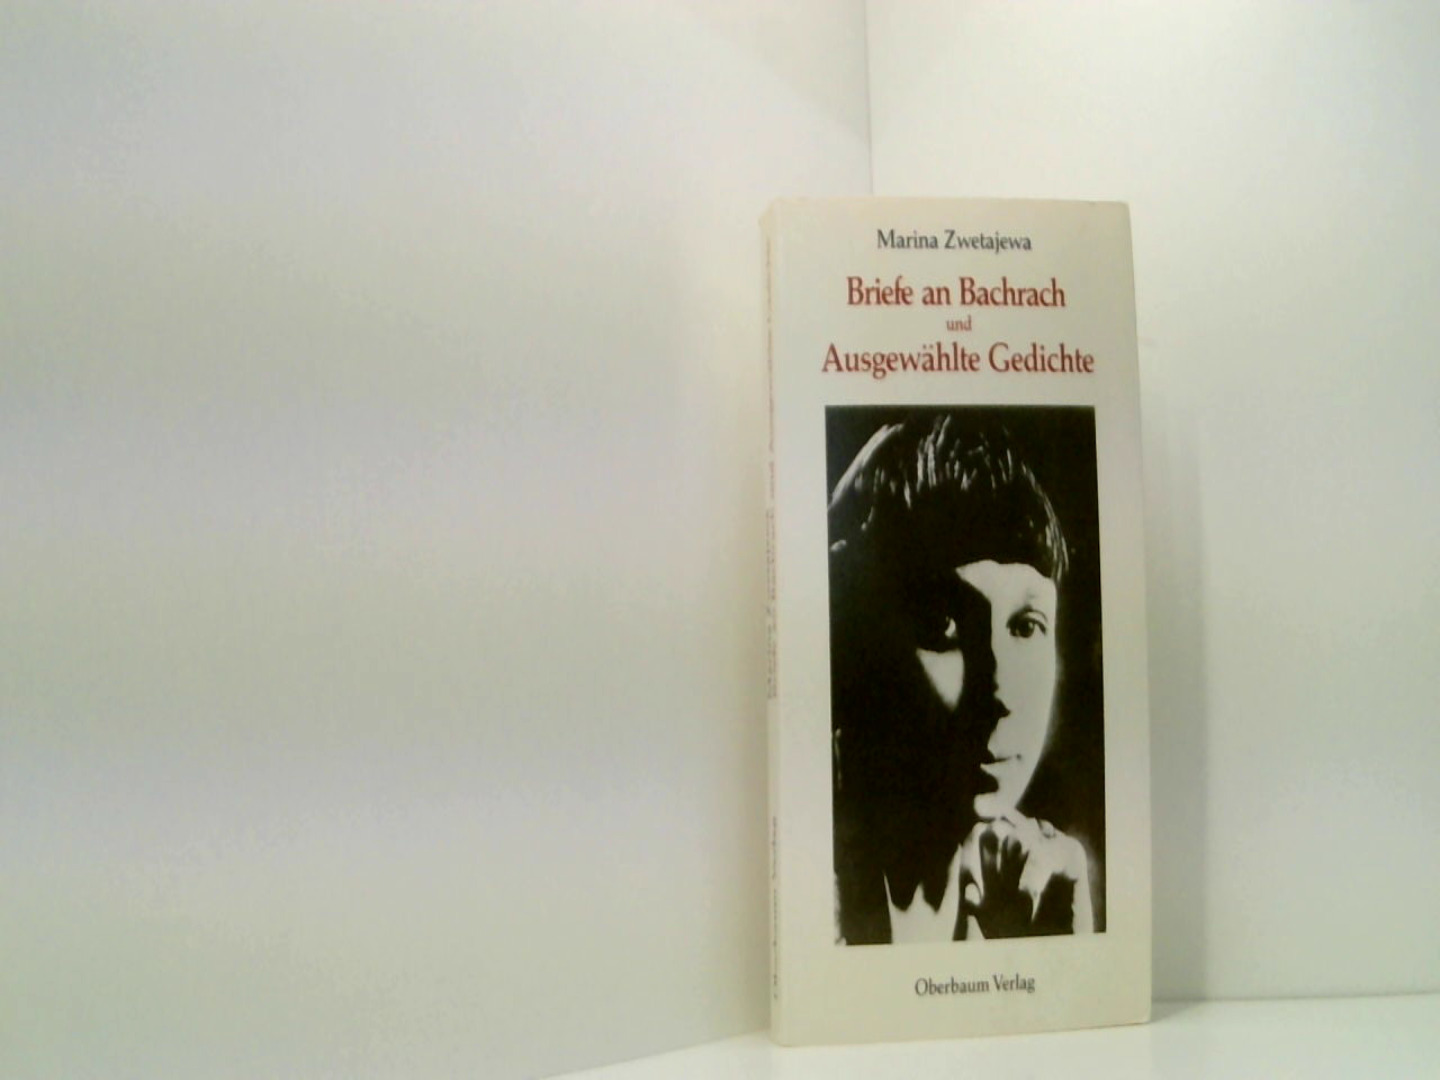 Marina Zwetajewa
Briefe an Bachrach
und
Ausgewählte Gedichte
Oberbaum Verlag